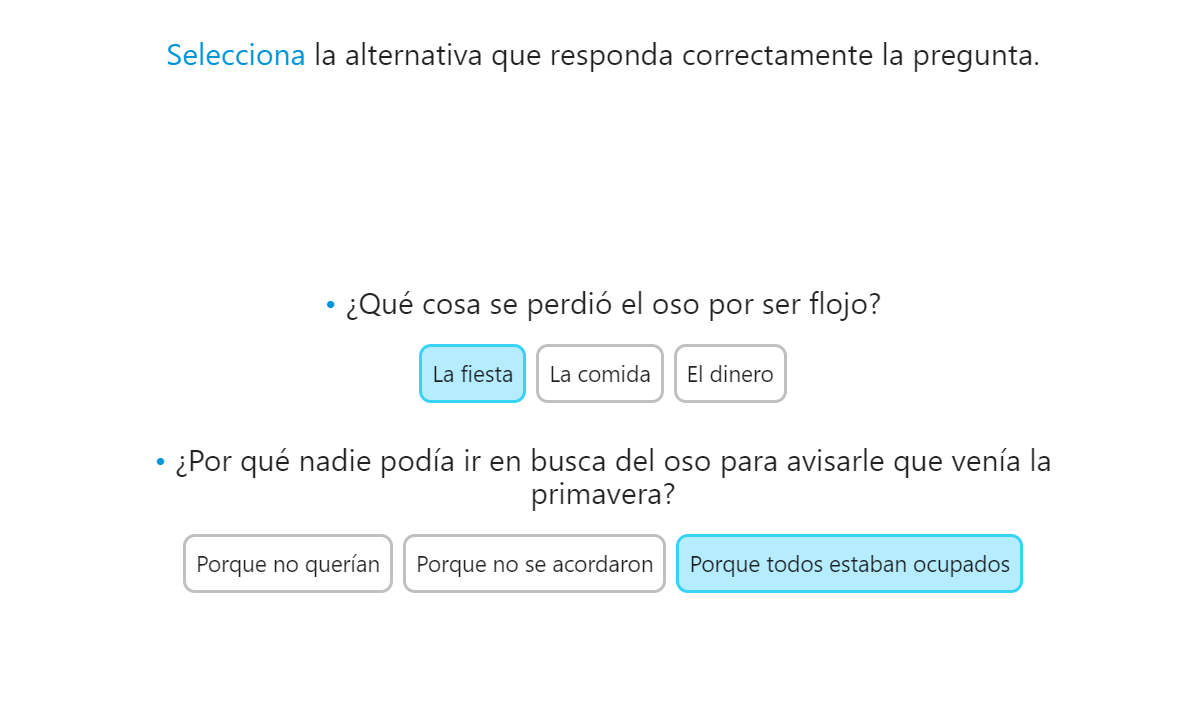 Selecciona la alternativa que responda correctamente la pregunta.
• ¿Qué cosa se perdió el oso por ser flojo?
La fiesta La comida El dinero
• ¿Por qué nadie podía ir en busca del oso para avisarle que venía la
primavera?
Porque no querían Porque no se acordaron Porque todos estaban ocupados